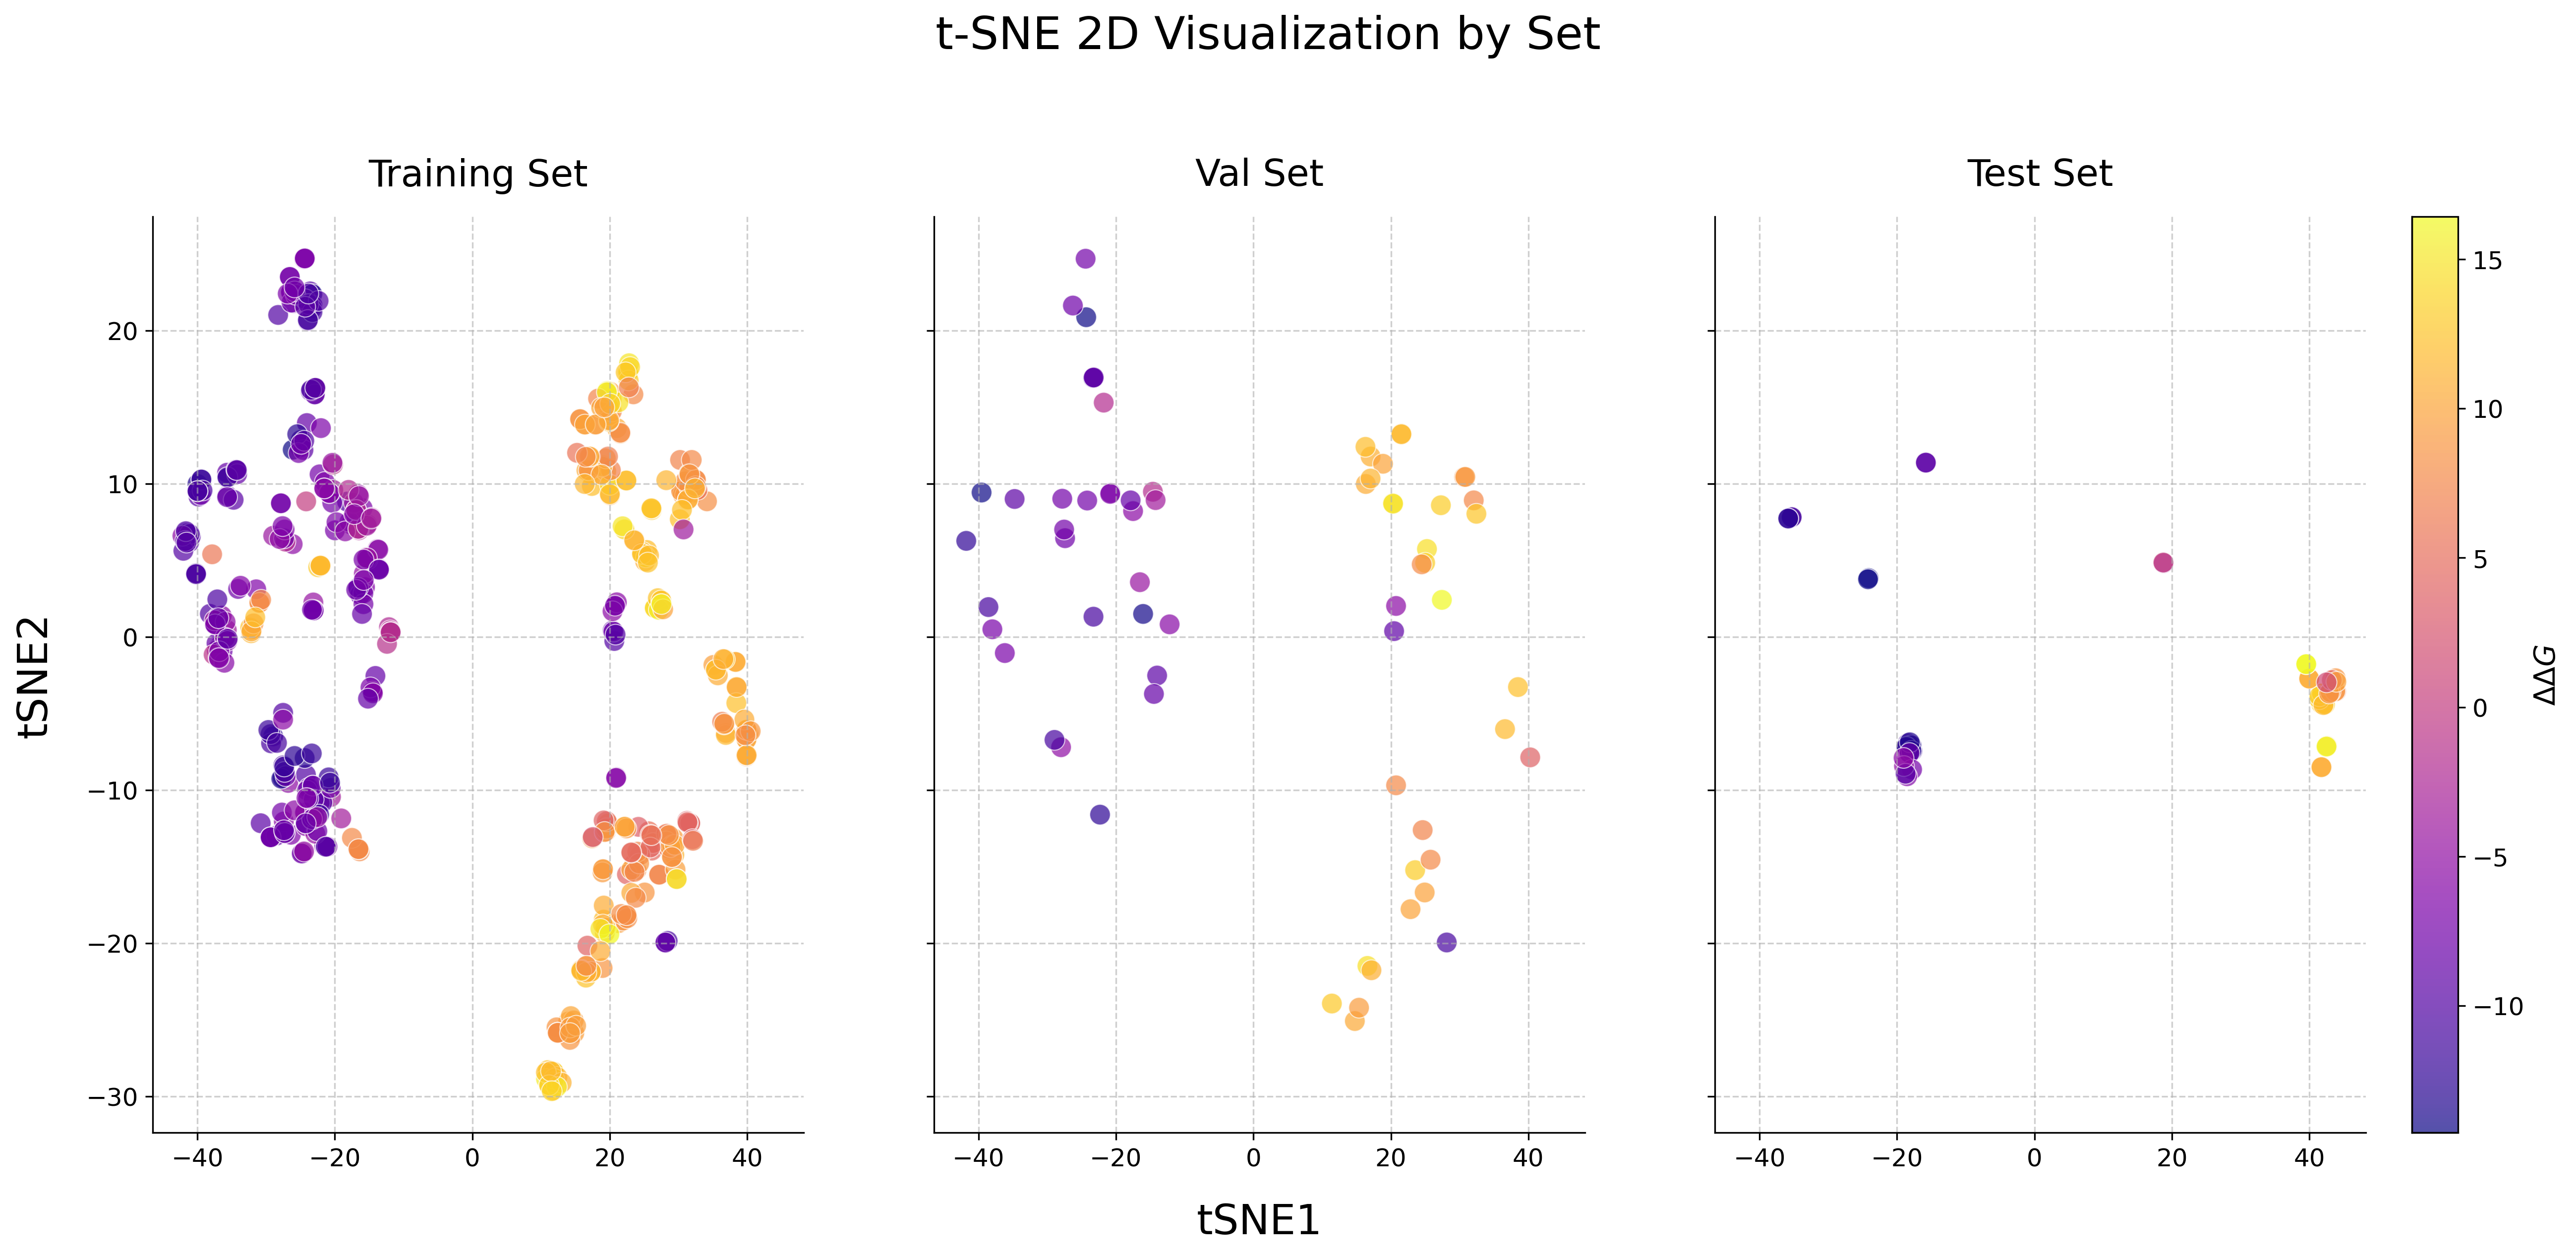 t-SNE 2D Visualization by Set
Training Set
Val Set
Test Set
20
10
0
−10
−20
−30
tSNE2
−40 −20 0 20 40
−40 −20 0 20 40
−40 −20 0 20 40
tSNE1
15
10
5
0
−5
−10
ΔΔG